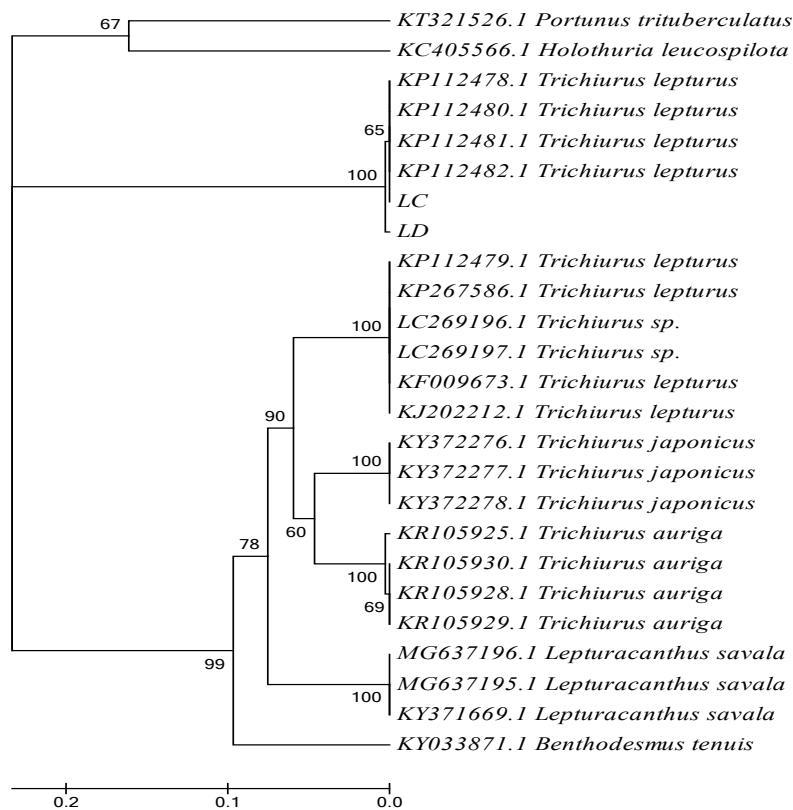 KT321526.1 Portunus trituberculatus
67
KC405566.1 Holothuria leucospilota
KP112478.1 Trichiurus lepturus
KP112480.1 Trichiurus lepturus
65
KP112481.1 Trichiurus lepturus
KP112482.1 Trichiurus lepturus
100
LC
LD
KP112479.1 Trichiurus lepturus
KP267586.1 Trichiurus lepturus
LC269196.1 Trichiurus sp.
100
LC269197.1 Trichiurus sp.
KF009673.1 Trichiurus lepturus
KJ202212.1 Trichiurus lepturus
90
KY372276.1 Trichiurus japonicus
100
KY372277.1 Trichiurus japonicus
KY372278.1 Trichiurus japonicus
60
KR105925.1 Trichiurus auriga
78
KR105930.1 Trichiurus auriga
100
KR105928.1 Trichiurus auriga
69
KR105929.1 Trichiurus auriga
MG637196.1 Lepturacanthus savala
99
MG637195.1 Lepturacanthus savala
100
KY371669.1 Lepturacanthus savala
KY033871.1 Benthodesmus tenuis
0.2 0.1 0.0